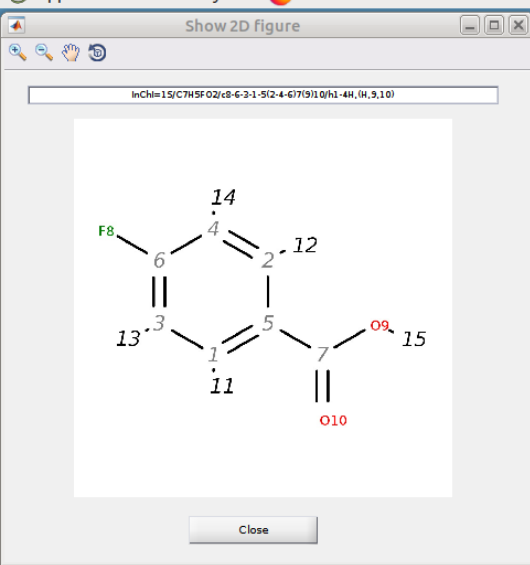 Show 2D figure
InChI=1S/C7H5FO2/c8-6-3-1-5(2-4-6)7(9)10/h1-4H,(H,9,10)
14
F8
4
12
6
2
3
5
O9
13
1
7
15
11
O10
Close